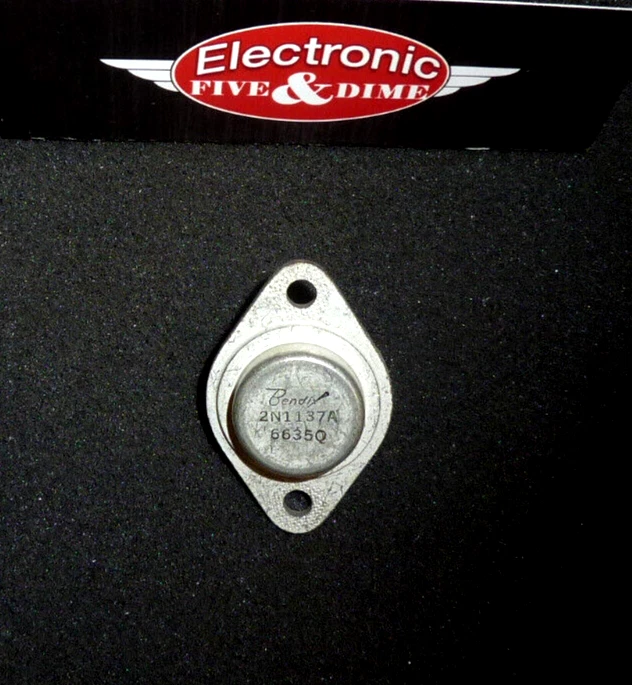 Electronic
FIVE & DIME
Bendix
2N1137A
6635Q